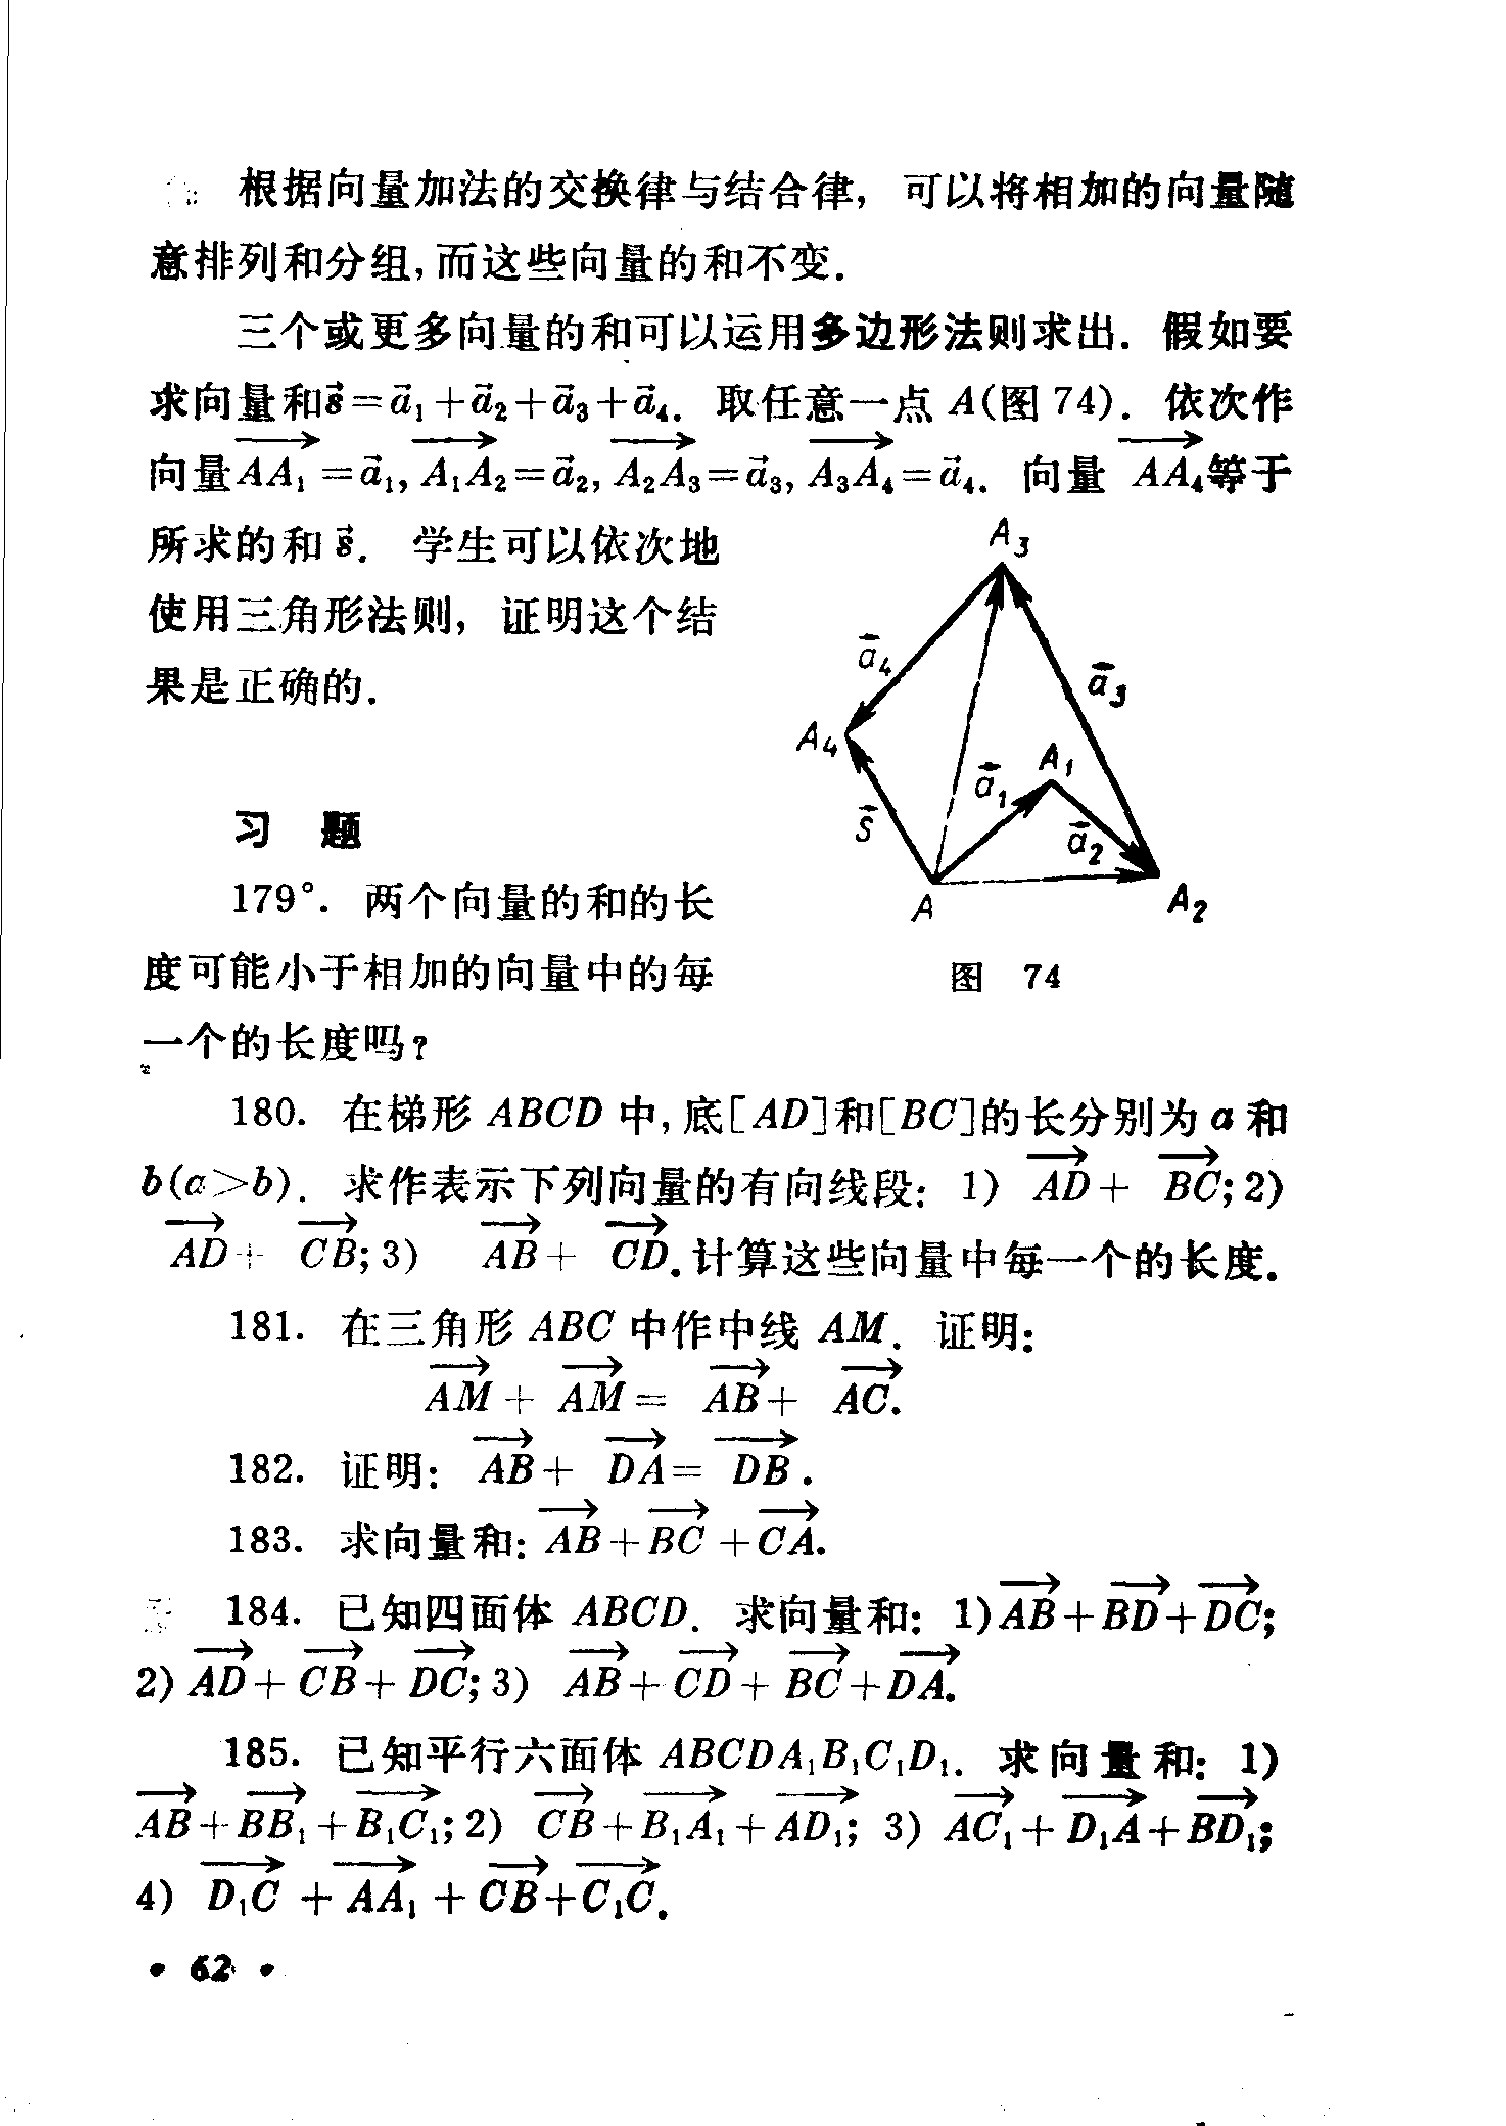 根据向量加法的交换律与结合律，可以将相加的向量随
意排列和分组，而这些向量的和不变．
三个或更多向量的和可以运用多边形法则求出．假如要
求向量和s⃗=a⃗₁+a⃗₂+a⃗₃+a⃗₄．取任意一点 A(图 74)．依次作
向量AA₁⃗=a⃗₁, A₁A₂⃗=a⃗₂, A₂A₃⃗=a⃗₃, A₃A₄⃗=a⃗₄．向量 AA₄⃗等于
所求的和 s⃗．学生可以依次地
使用三角形法则，证明这个结
果是正确的．
A₃
a⃗₄
a⃗₃
A₄
A₁
a⃗₁
s⃗
a⃗₂
A
A₂
图 74
习 题
179°．两个向量的和的长
度可能小于相加的向量中的每
一个的长度吗?
180．在梯形 ABCD 中，底[AD]和[BC]的长分别为 a 和
b(a>b)．求作表示下列向量的有向线段：1) AD⃗+BC⃗; 2)
AD⃗+CB⃗; 3) AB⃗+CD⃗．计算这些向量中每一个的长度．
181．在三角形 ABC 中作中线 AM．证明：
AM⃗+AM⃗=AB⃗+AC⃗．
182．证明：AB⃗+DA⃗=DB⃗．
183．求向量和：AB⃗+BC⃗+CA⃗．
184．已知四面体 ABCD．求向量和：1)AB⃗+BD⃗+DC⃗;
2) AD⃗+CB⃗+DC⃗; 3) AB⃗+CD⃗+BC⃗+DA⃗．
185．已知平行六面体 ABCDA₁B₁C₁D₁．求向量和：1)
AB⃗+BB₁⃗+B₁C₁⃗; 2) CB⃗+B₁A₁⃗+AD₁⃗; 3) AC₁⃗+D₁A⃗+BD₁⃗;
4) D₁C⃗+AA₁⃗+CB⃗+C₁C⃗．
• 62 •